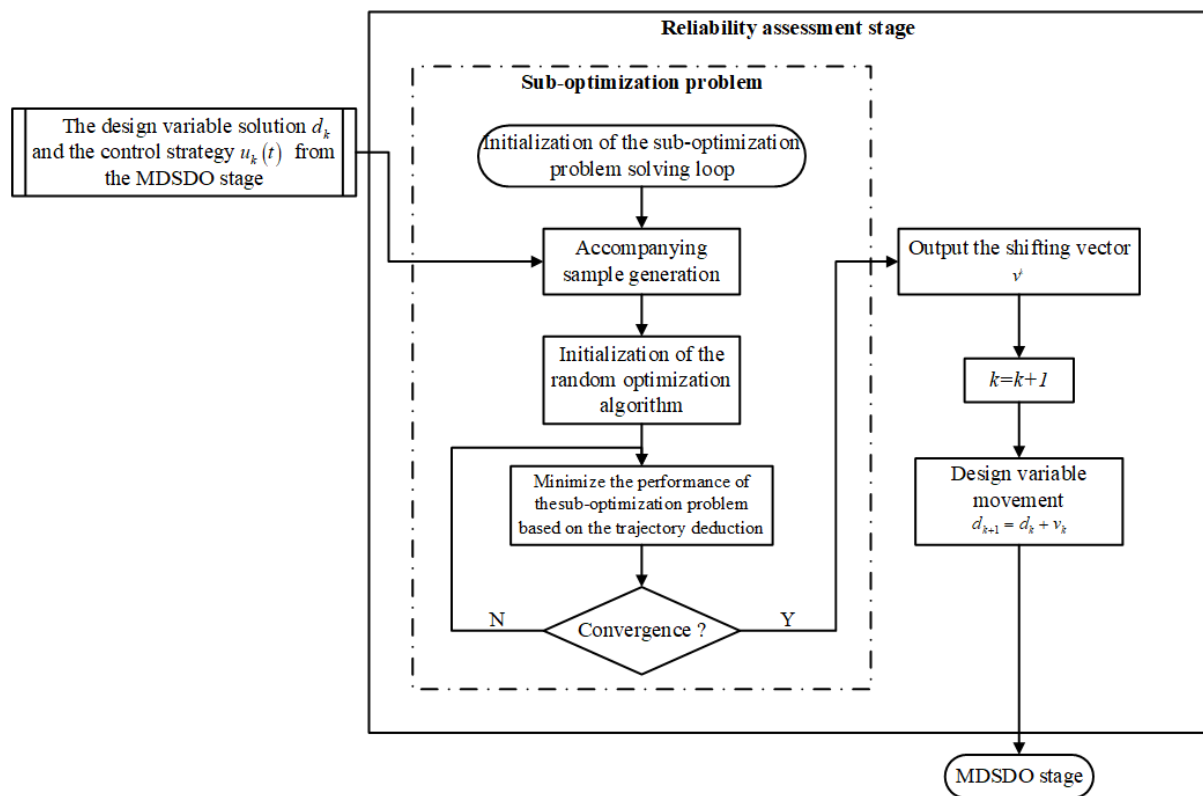 Reliability assessment stage
Sub-optimization problem
The design variable solution d_k
and the control strategy u_k(t) from
the MDSDO stage
Initialization of the sub-optimization
problem solving loop
Accompanying
sample generation
Initialization of the
random optimization
algorithm
Minimize the performance of
thesub-optimization problem
based on the trajectory deduction
Convergence ?
N
Y
Output the shifting vector
v^i
k=k+1
Design variable
movement
d_{k+1} = d_k + v_k
MDSDO stage